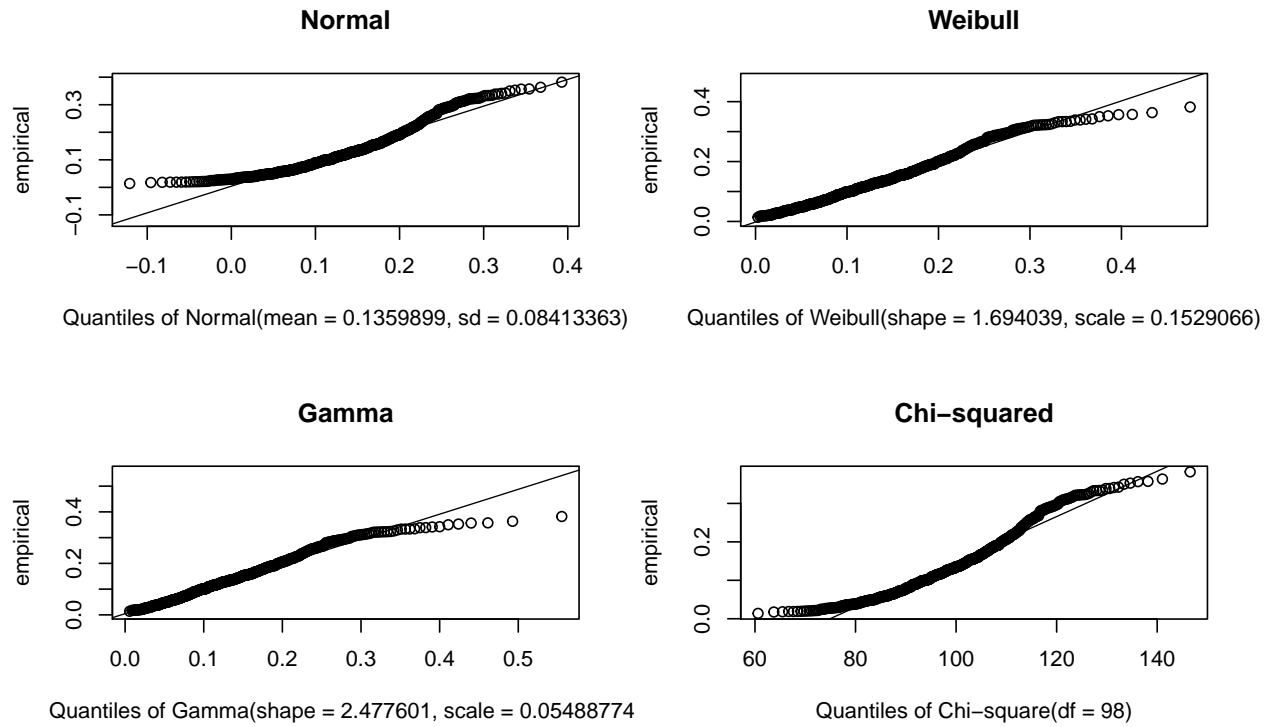 Normal
empirical
−0.1 0.1 0.3
−0.1 0.0 0.1 0.2 0.3 0.4
Quantiles of Normal(mean = 0.1359899, sd = 0.08413363)
Weibull
empirical
0.0 0.2 0.4
0.0 0.1 0.2 0.3 0.4
Quantiles of Weibull(shape = 1.694039, scale = 0.1529066)
Gamma
empirical
0.0 0.2 0.4
0.0 0.1 0.2 0.3 0.4 0.5
Quantiles of Gamma(shape = 2.477601, scale = 0.05488774
Chi−squared
empirical
0.0 0.2
60 80 100 120 140
Quantiles of Chi−square(df = 98)